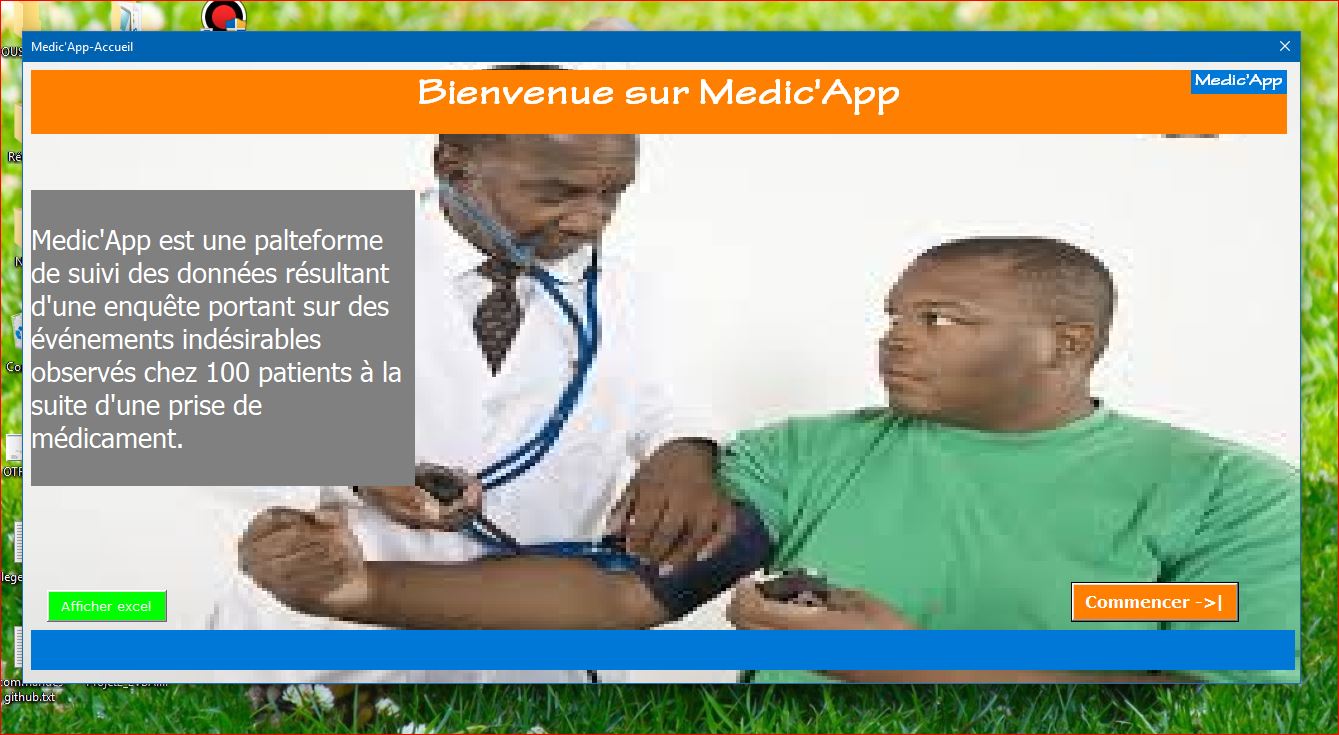 Medic'App-Accueil
Bienvenue sur Medic'App
Medic'App
Medic'App est une palteforme
de suivi des données résultant
d'une enquête portant sur des
événements indésirables
observés chez 100 patients à la
suite d'une prise de
médicament.
Afficher excel
Commencer ->|
github.txt